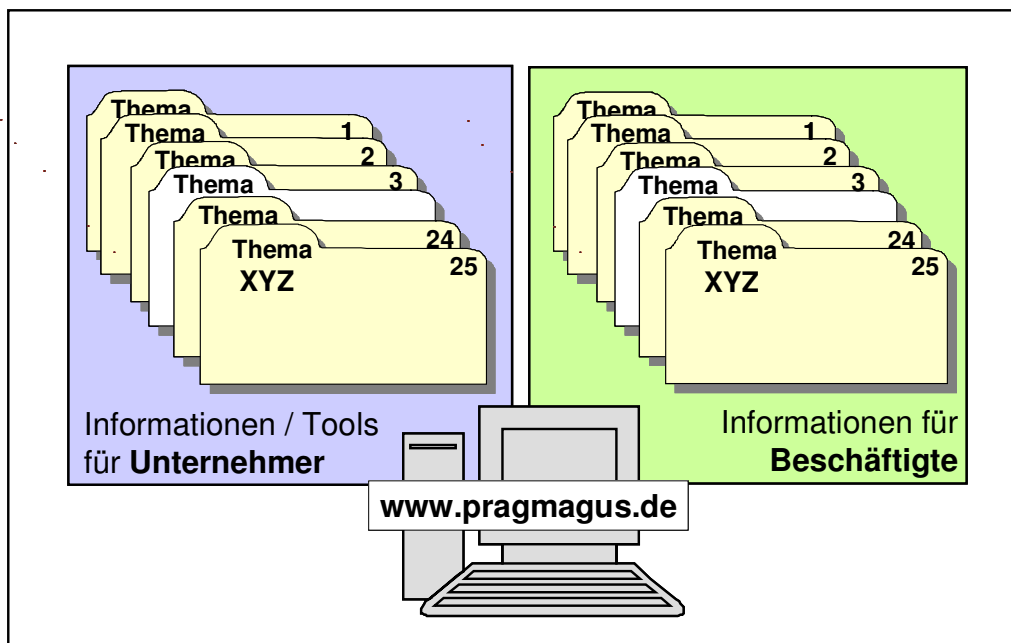 Thema
1
Thema
2
Thema
3
Thema
Thema
24
Thema
25
XYZ
Informationen / Tools
für Unternehmer
Thema
1
Thema
2
Thema
3
Thema
Thema
24
Thema
25
XYZ
Informationen für
Beschäftigte
www.pragmagus.de